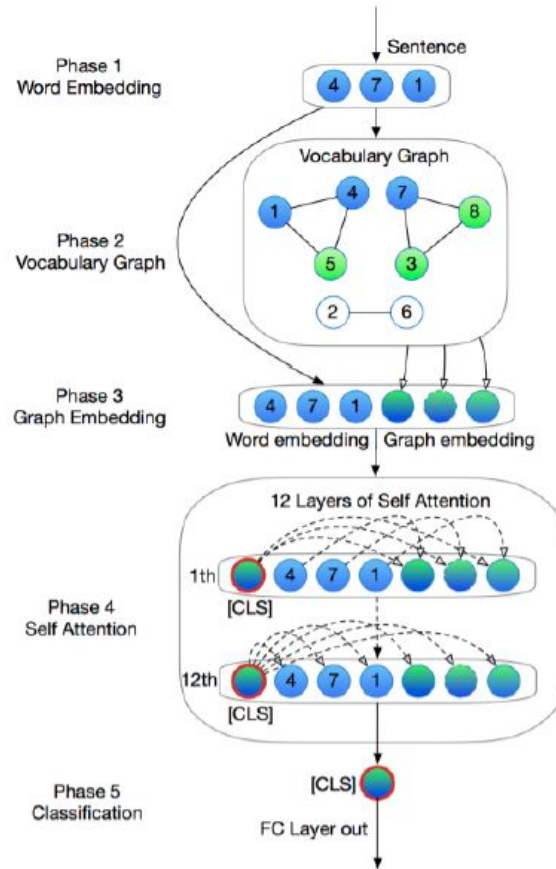 Sentence
Phase 1
Word Embedding
4 7 1
Vocabulary Graph
1 4 7 8
5 3
2 6
Phase 2
Vocabulary Graph
Phase 3
Graph Embedding
4 7 1
Word embedding Graph embedding
12 Layers of Self Attention
1th 4 7 1
[CLS]
Phase 4
Self Attention
12th 4 7 1
[CLS]
Phase 5
Classification
[CLS]
FC Layer out